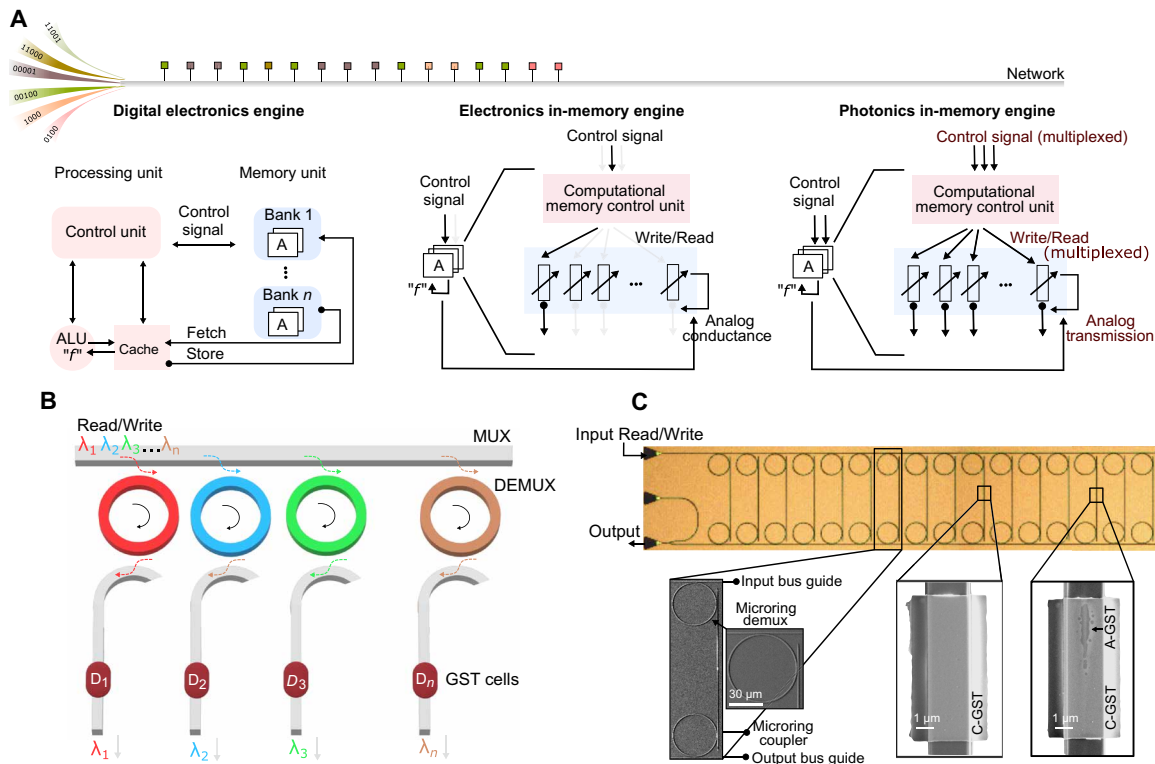 A
11001
11000
00001
00100
1000
0100
Network
Digital electronics engine
Processing unit
Memory unit
Control unit
Control
signal
Bank 1
A
Bank n
A
ALU
"f"
Cache
Fetch
Store
Electronics in-memory engine
Control signal
Control
signal
Computational
memory control unit
Write/Read
A
"f"
Analog
conductance
Photonics in-memory engine
Control signal (multiplexed)
Control
signal
Computational
memory control unit
Write/Read (multiplexed)
A
"f"
Analog
transmission
B
Read/Write
λ1 λ2 λ3 ... λn
MUX
DEMUX
D1 D2 D3 Dn
GST cells
λ1 λ2 λ3 λn
C
Input Read/Write
Output
Input bus guide
Microring
demux
30 µm
Microring
coupler
Output bus guide
1 µm
C-GST
1 µm
A-GST
C-GST